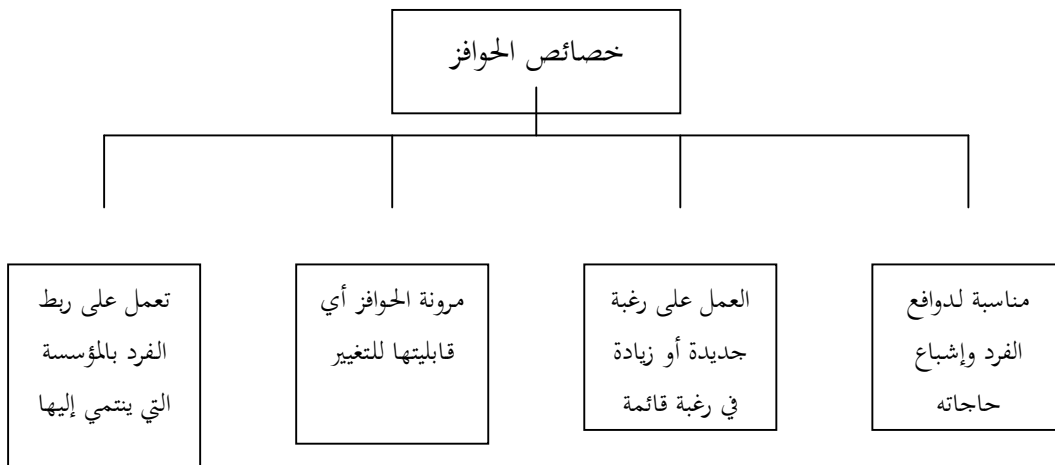 خصائص الحوافز
مناسبة لدوافع
الفرد وإشباع
حاجاته
العمل على رغبة
جديدة أو زيادة
في رغبة قائمة
مرونة الحوافز أي
قابليتها للتغيير
تعمل على ربط
الفرد بالمؤسسة
التي ينتمي إليها